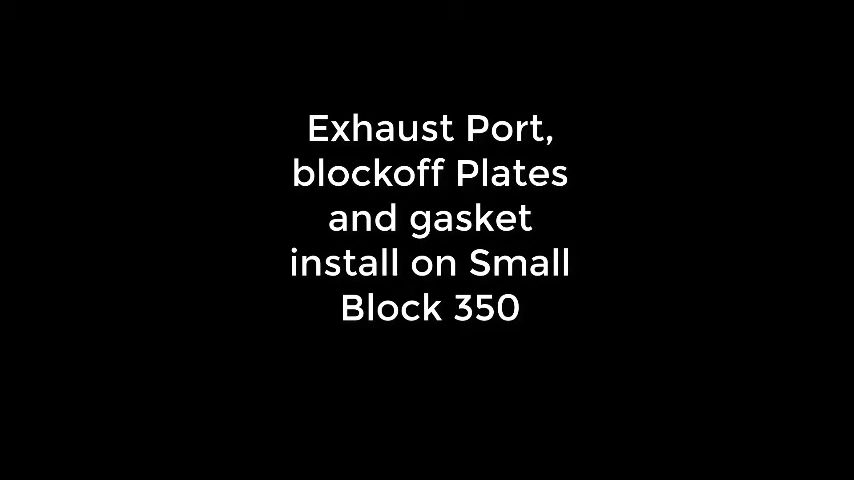 Exhaust Port,
blockoff Plates
and gasket
install on Small
Block 350